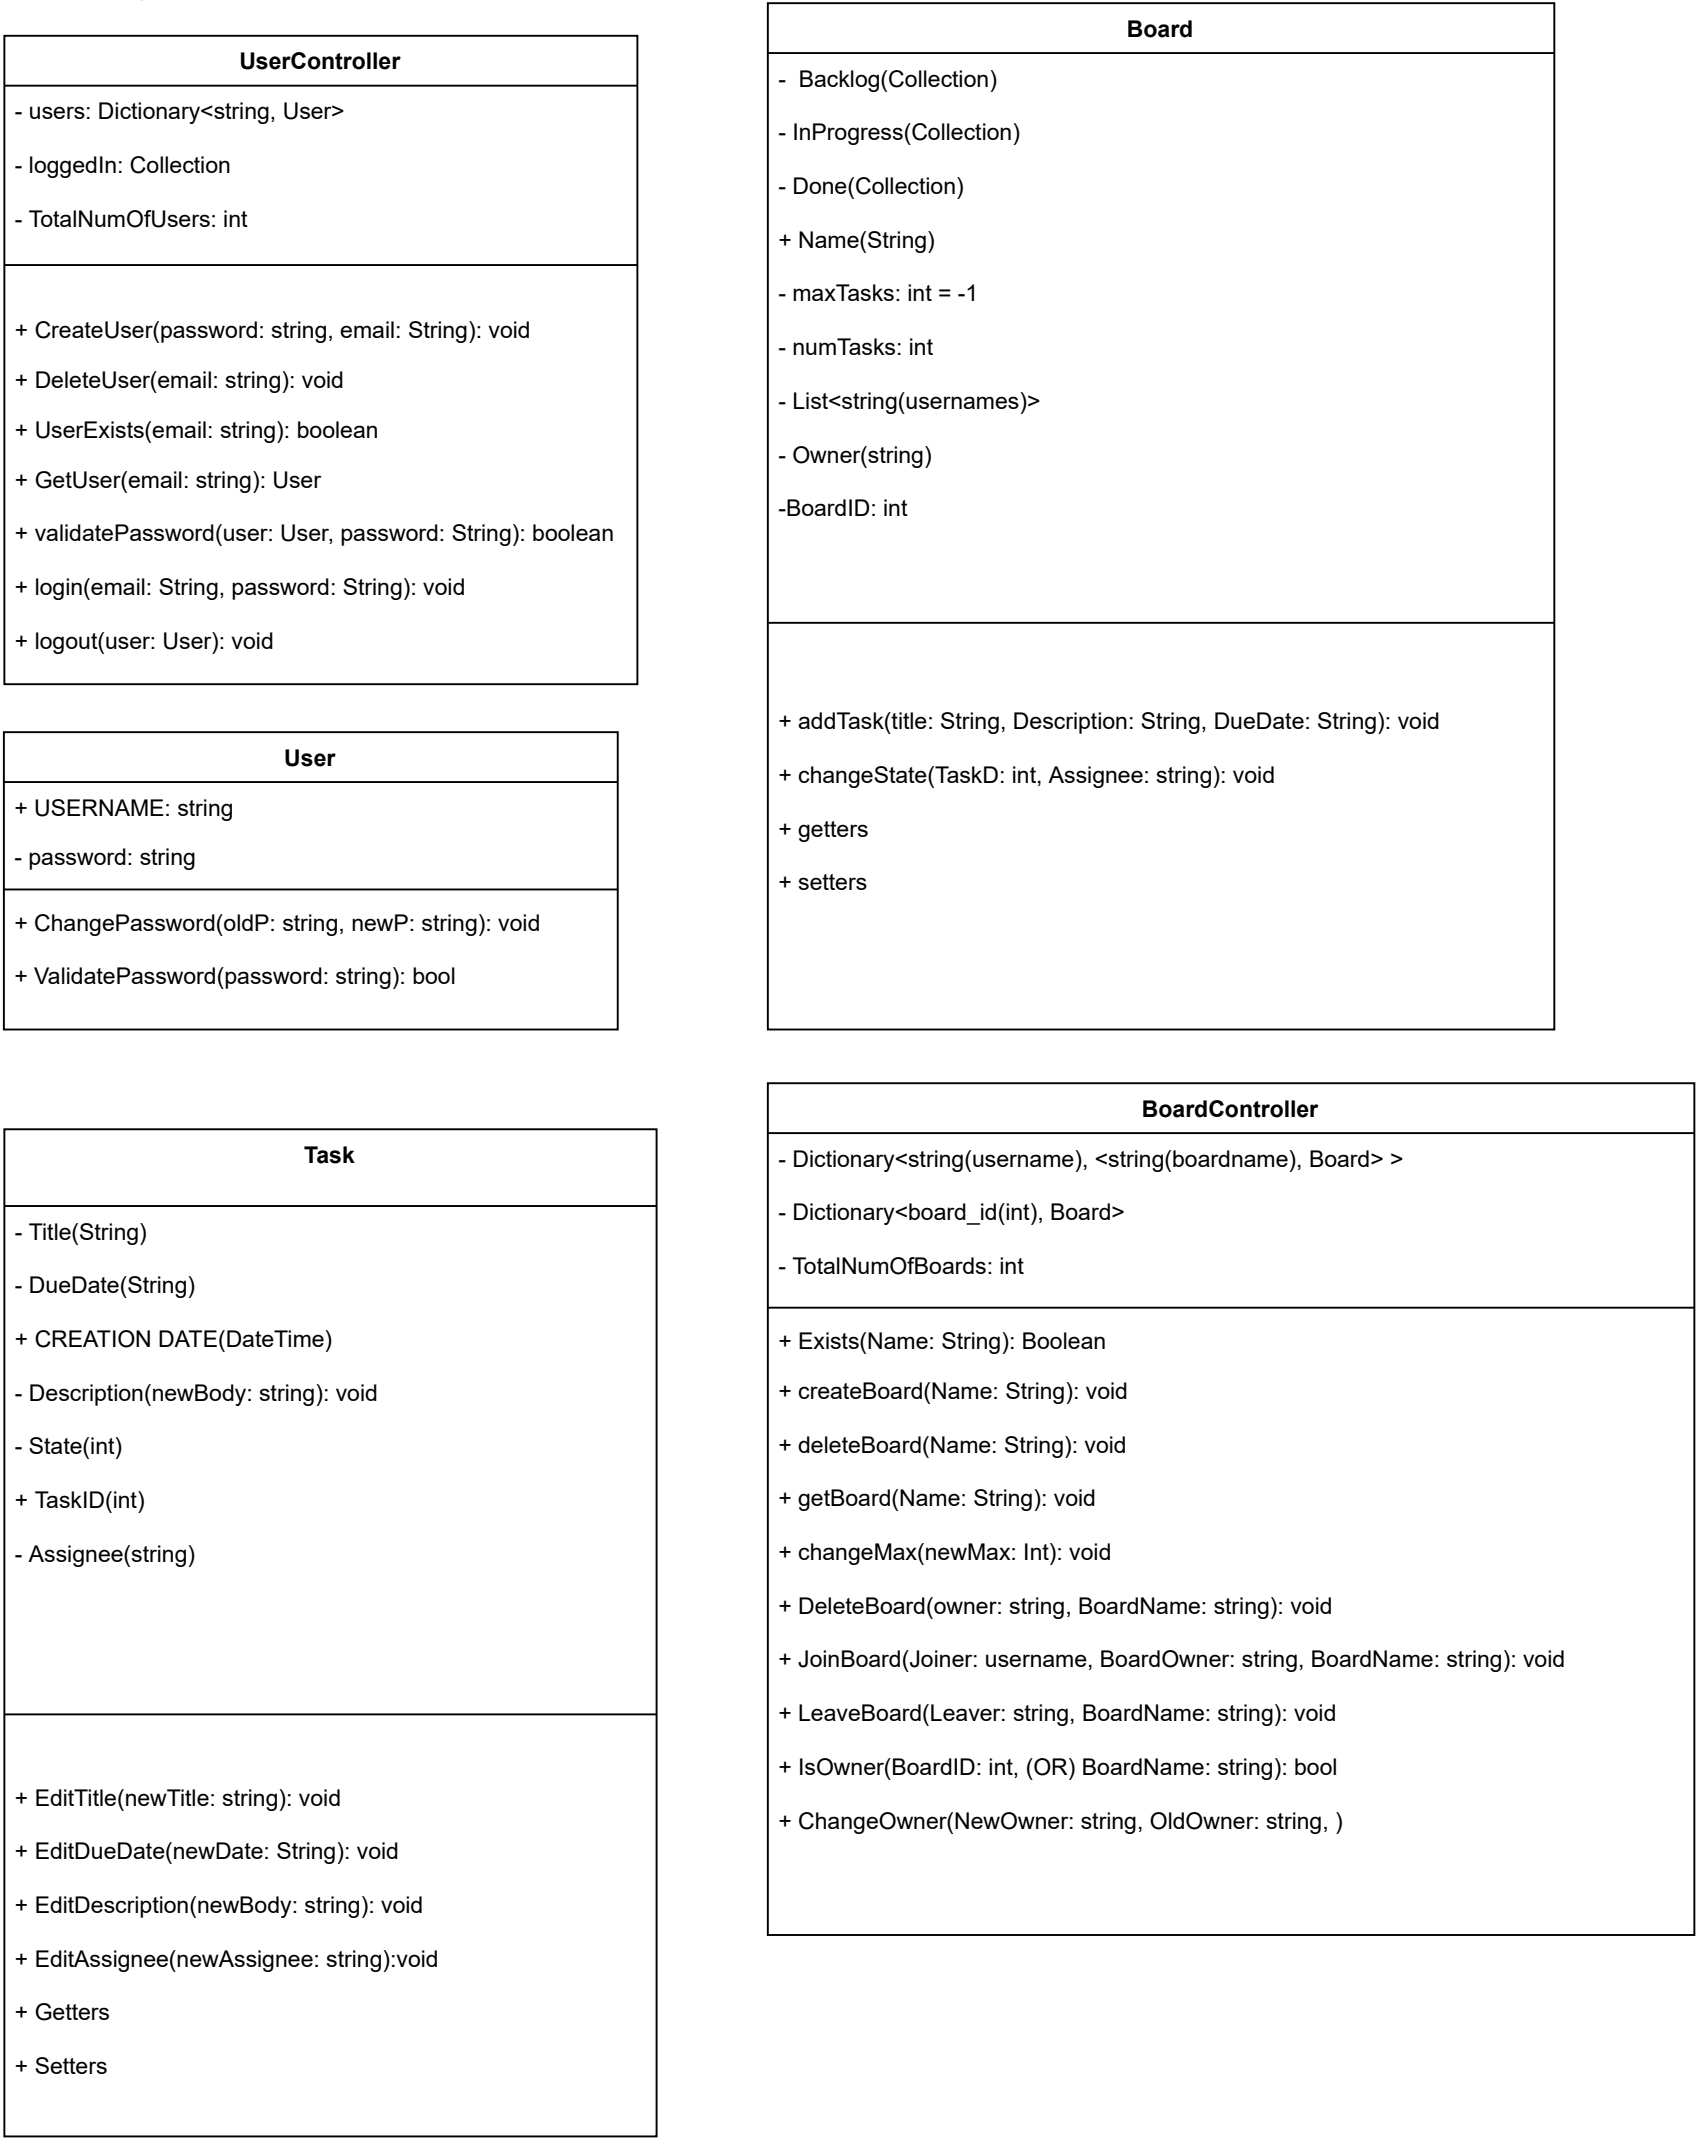 UserController
- users: Dictionary<string, User>
- loggedIn: Collection
- TotalNumOfUsers: int
+ CreateUser(password: string, email: String): void
+ DeleteUser(email: string): void
+ UserExists(email: string): boolean
+ GetUser(email: string): User
+ validatePassword(user: User, password: String): boolean
+ login(email: String, password: String): void
+ logout(user: User): void
User
+ USERNAME: string
- password: string
+ ChangePassword(oldP: string, newP: string): void
+ ValidatePassword(password: string): bool
Task
- Title(String)
- DueDate(String)
+ CREATION DATE(DateTime)
- Description(newBody: string): void
- State(int)
+ TaskID(int)
- Assignee(string)
+ EditTitle(newTitle: string): void
+ EditDueDate(newDate: String): void
+ EditDescription(newBody: string): void
+ EditAssignee(newAssignee: string):void
+ Getters
+ Setters
Board
- Backlog(Collection)
- InProgress(Collection)
- Done(Collection)
+ Name(String)
- maxTasks: int = -1
- numTasks: int
- List<string(usernames)>
- Owner(string)
-BoardID: int
+ addTask(title: String, Description: String, DueDate: String): void
+ changeState(TaskD: int, Assignee: string): void
+ getters
+ setters
BoardController
- Dictionary<string(username), <string(boardname), Board> >
- Dictionary<board_id(int), Board>
- TotalNumOfBoards: int
+ Exists(Name: String): Boolean
+ createBoard(Name: String): void
+ deleteBoard(Name: String): void
+ getBoard(Name: String): void
+ changeMax(newMax: Int): void
+ DeleteBoard(owner: string, BoardName: string): void
+ JoinBoard(Joiner: username, BoardOwner: string, BoardName: string): void
+ LeaveBoard(Leaver: string, BoardName: string): void
+ IsOwner(BoardID: int, (OR) BoardName: string): bool
+ ChangeOwner(NewOwner: string, OldOwner: string, )